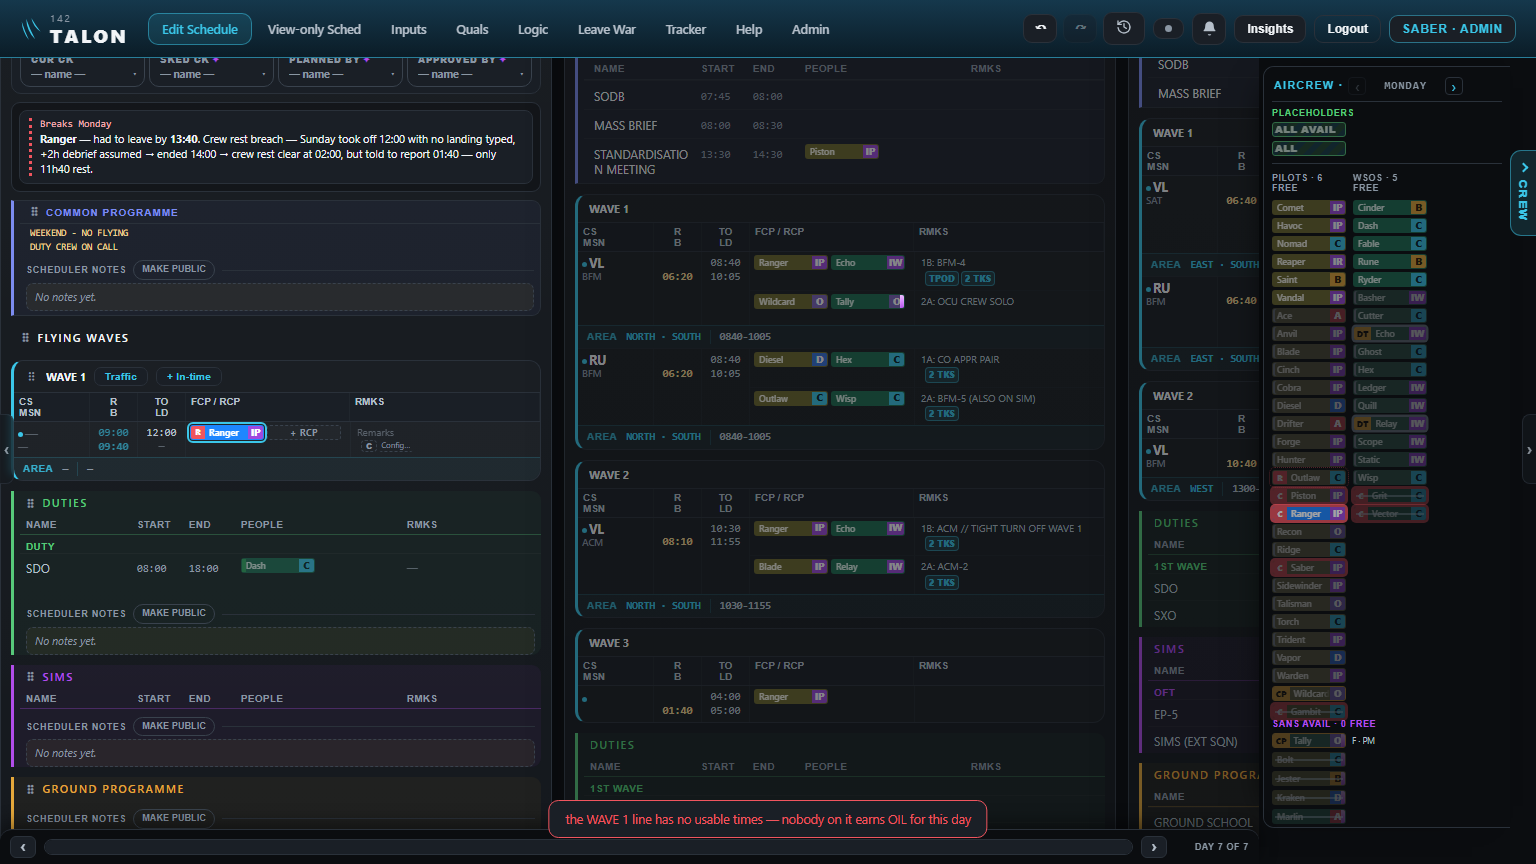 142
TALON
Edit Schedule
View-only Sched
Inputs
Quals
Logic
Leave War
Tracker
Help
Admin
Insights
Logout
SABER · ADMIN
CUR CK
SKED CK
PLANNED BY
APPROVED BY
— name —
— name —
— name —
— name —
Breaks Monday
Ranger — had to leave by 13:40. Crew rest breach — Sunday took off 12:00 with no landing typed,
+2h debrief assumed → ended 14:00 → crew rest clear at 02:00, but told to report 01:40 — only
11h40 rest.
COMMON PROGRAMME
WEEKEND - NO FLYING
DUTY CREW ON CALL
SCHEDULER NOTES
MAKE PUBLIC
No notes yet.
FLYING WAVES
WAVE 1
Traffic
+ In-time
CS
MSN
R
B
TO
LD
FCP / RCP
RMKS
—
—
09:00
09:40
12:00
—
R Ranger IP
+ RCP
Remarks
C Config...
AREA — —
DUTIES
NAME START END PEOPLE RMKS
DUTY
SDO 08:00 18:00 Dash C —
SCHEDULER NOTES
MAKE PUBLIC
No notes yet.
SIMS
NAME START END PEOPLE RMKS
SCHEDULER NOTES
MAKE PUBLIC
No notes yet.
GROUND PROGRAMME
SCHEDULER NOTES
MAKE PUBLIC
NAME START END PEOPLE RMKS
SODB 07:45 08:00
MASS BRIEF 08:00 08:30
STANDARDISATIO
N MEETING
13:30 14:30 Piston IP
WAVE 1
CS
MSN
R
B
TO
LD
FCP / RCP
RMKS
VL
BFM
06:20
08:40
10:05
Ranger IP Echo IW
1B: BFM-4
TPOD 2 TKS
Wildcard O Tally O
2A: OCU CREW SOLO
AREA NORTH · SOUTH 0840-1005
RU
BFM
06:20
08:40
10:05
Diesel D Hex C
1A: CO APPR PAIR
2 TKS
Outlaw C Wisp C
2A: BFM-5 (ALSO ON SIM)
2 TKS
AREA NORTH · SOUTH 0840-1005
WAVE 2
CS
MSN
R
B
TO
LD
FCP / RCP
RMKS
VL
ACM
08:10
10:30
11:55
Ranger IP Echo IW
1B: ACM // TIGHT TURN OFF WAVE 1
2 TKS
Blade IP Relay IW
2A: ACM-2
2 TKS
AREA NORTH · SOUTH 1030-1155
WAVE 3
CS
MSN
R
B
TO
LD
FCP / RCP
RMKS
01:40
04:00
05:00
Ranger IP
DUTIES
NAME START END PEOPLE RMKS
1ST WAVE
the WAVE 1 line has no usable times — nobody on it earns OIL for this day
SODB
MASS BRIEF
WAVE 1
CS
MSN
R
B
VL
SAT
06:40
AREA EAST · SOUTH
RU
BFM
06:40
AREA EAST · SOUTH
WAVE 2
CS
MSN
R
B
VL
BFM
10:40
AREA WEST 1300-
DUTIES
NAME
1ST WAVE
SDO
SXO
SIMS
NAME
OFT
EP-5
SIMS (EXT SQN)
GROUND PROGRA
NAME
GROUND SCHOOL
DAY 7 OF 7
AIRCREW ·
MONDAY
PLACEHOLDERS
ALL AVAIL
ALL
PILOTS · 6
FREE
WSOS · 5
FREE
Comet IP Cinder B
Havoc IP Dash C
Nomad C Fable C
Reaper IR Rune B
Saint B Ryder C
Vandal IP Basher IW
Ace A Cutter C
Anvil IP DT Echo IW
Blade IP Ghost C
Cinch IP Hex C
Cobra IP Ledger IW
Diesel D Quill IW
Drifter A DT Relay IW
Forge IP Scope IW
Hunter IP Static IW
R Outlaw C Wisp C
C Piston IP C Grit C
C Ranger IP C Vector C
Recon O
Ridge C
C Saber IP
Sidewinder IP
Talisman O
Torch C
Trident IP
Vapor D
Warden IP
CP Wildcard O
C Gambit C
SANS AVAIL · 0 FREE
CP Tally O F · PM
Bolt C
Jester B
Kraken D
Marlin A
CREW